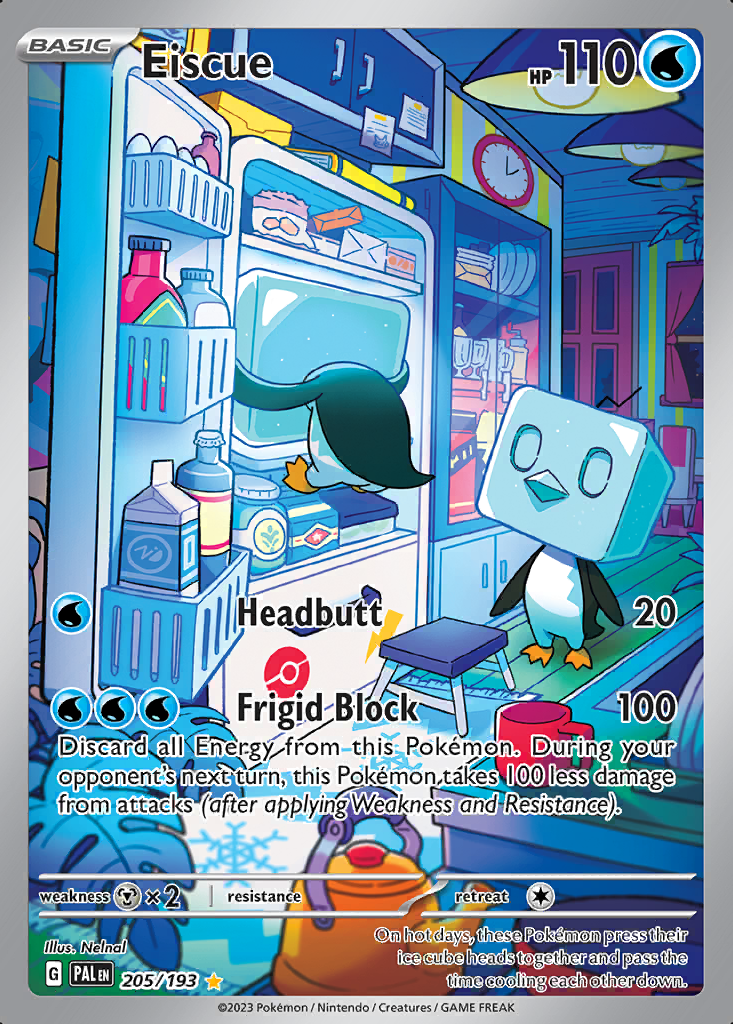 BASIC Eiscue HP 110
Headbutt 20
Frigid Block 100
Discard all Energy from this Pokémon. During your
opponent's next turn, this Pokémon takes 100 less damage
from attacks (after applying Weakness and Resistance).
weakness ×2 resistance retreat
Illus. Nelnal
On hot days, these Pokémon press their
ice cube heads together and pass the
time cooling each other down.
G PAL EN 205/193
©2023 Pokémon / Nintendo / Creatures / GAME FREAK